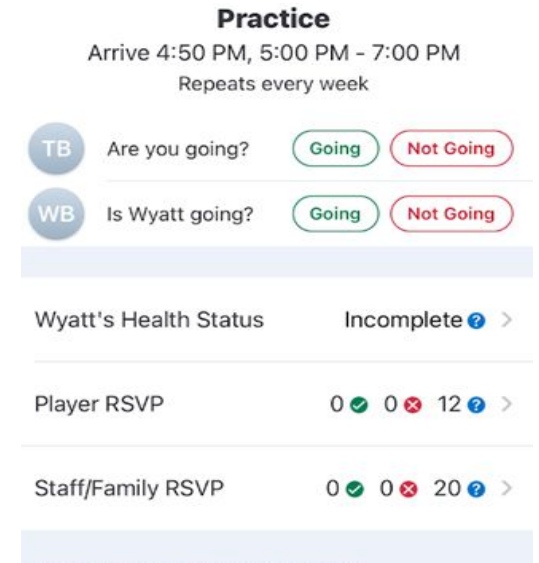 Practice
Arrive 4:50 PM, 5:00 PM - 7:00 PM
Repeats every week
TB Are you going? Going Not Going
WB Is Wyatt going? Going Not Going
Wyatt's Health Status Incomplete ?
Player RSVP 0 0 12 ?
Staff/Family RSVP 0 0 20 ?